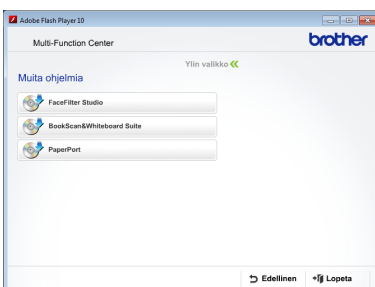 Adobe Flash Player 10
Multi-Function Center
brother
Ylin valikko
Muita ohjelmia
FaceFilter Studio
BookScan&Whiteboard Suite
PaperPort
Edellinen
Lopeta